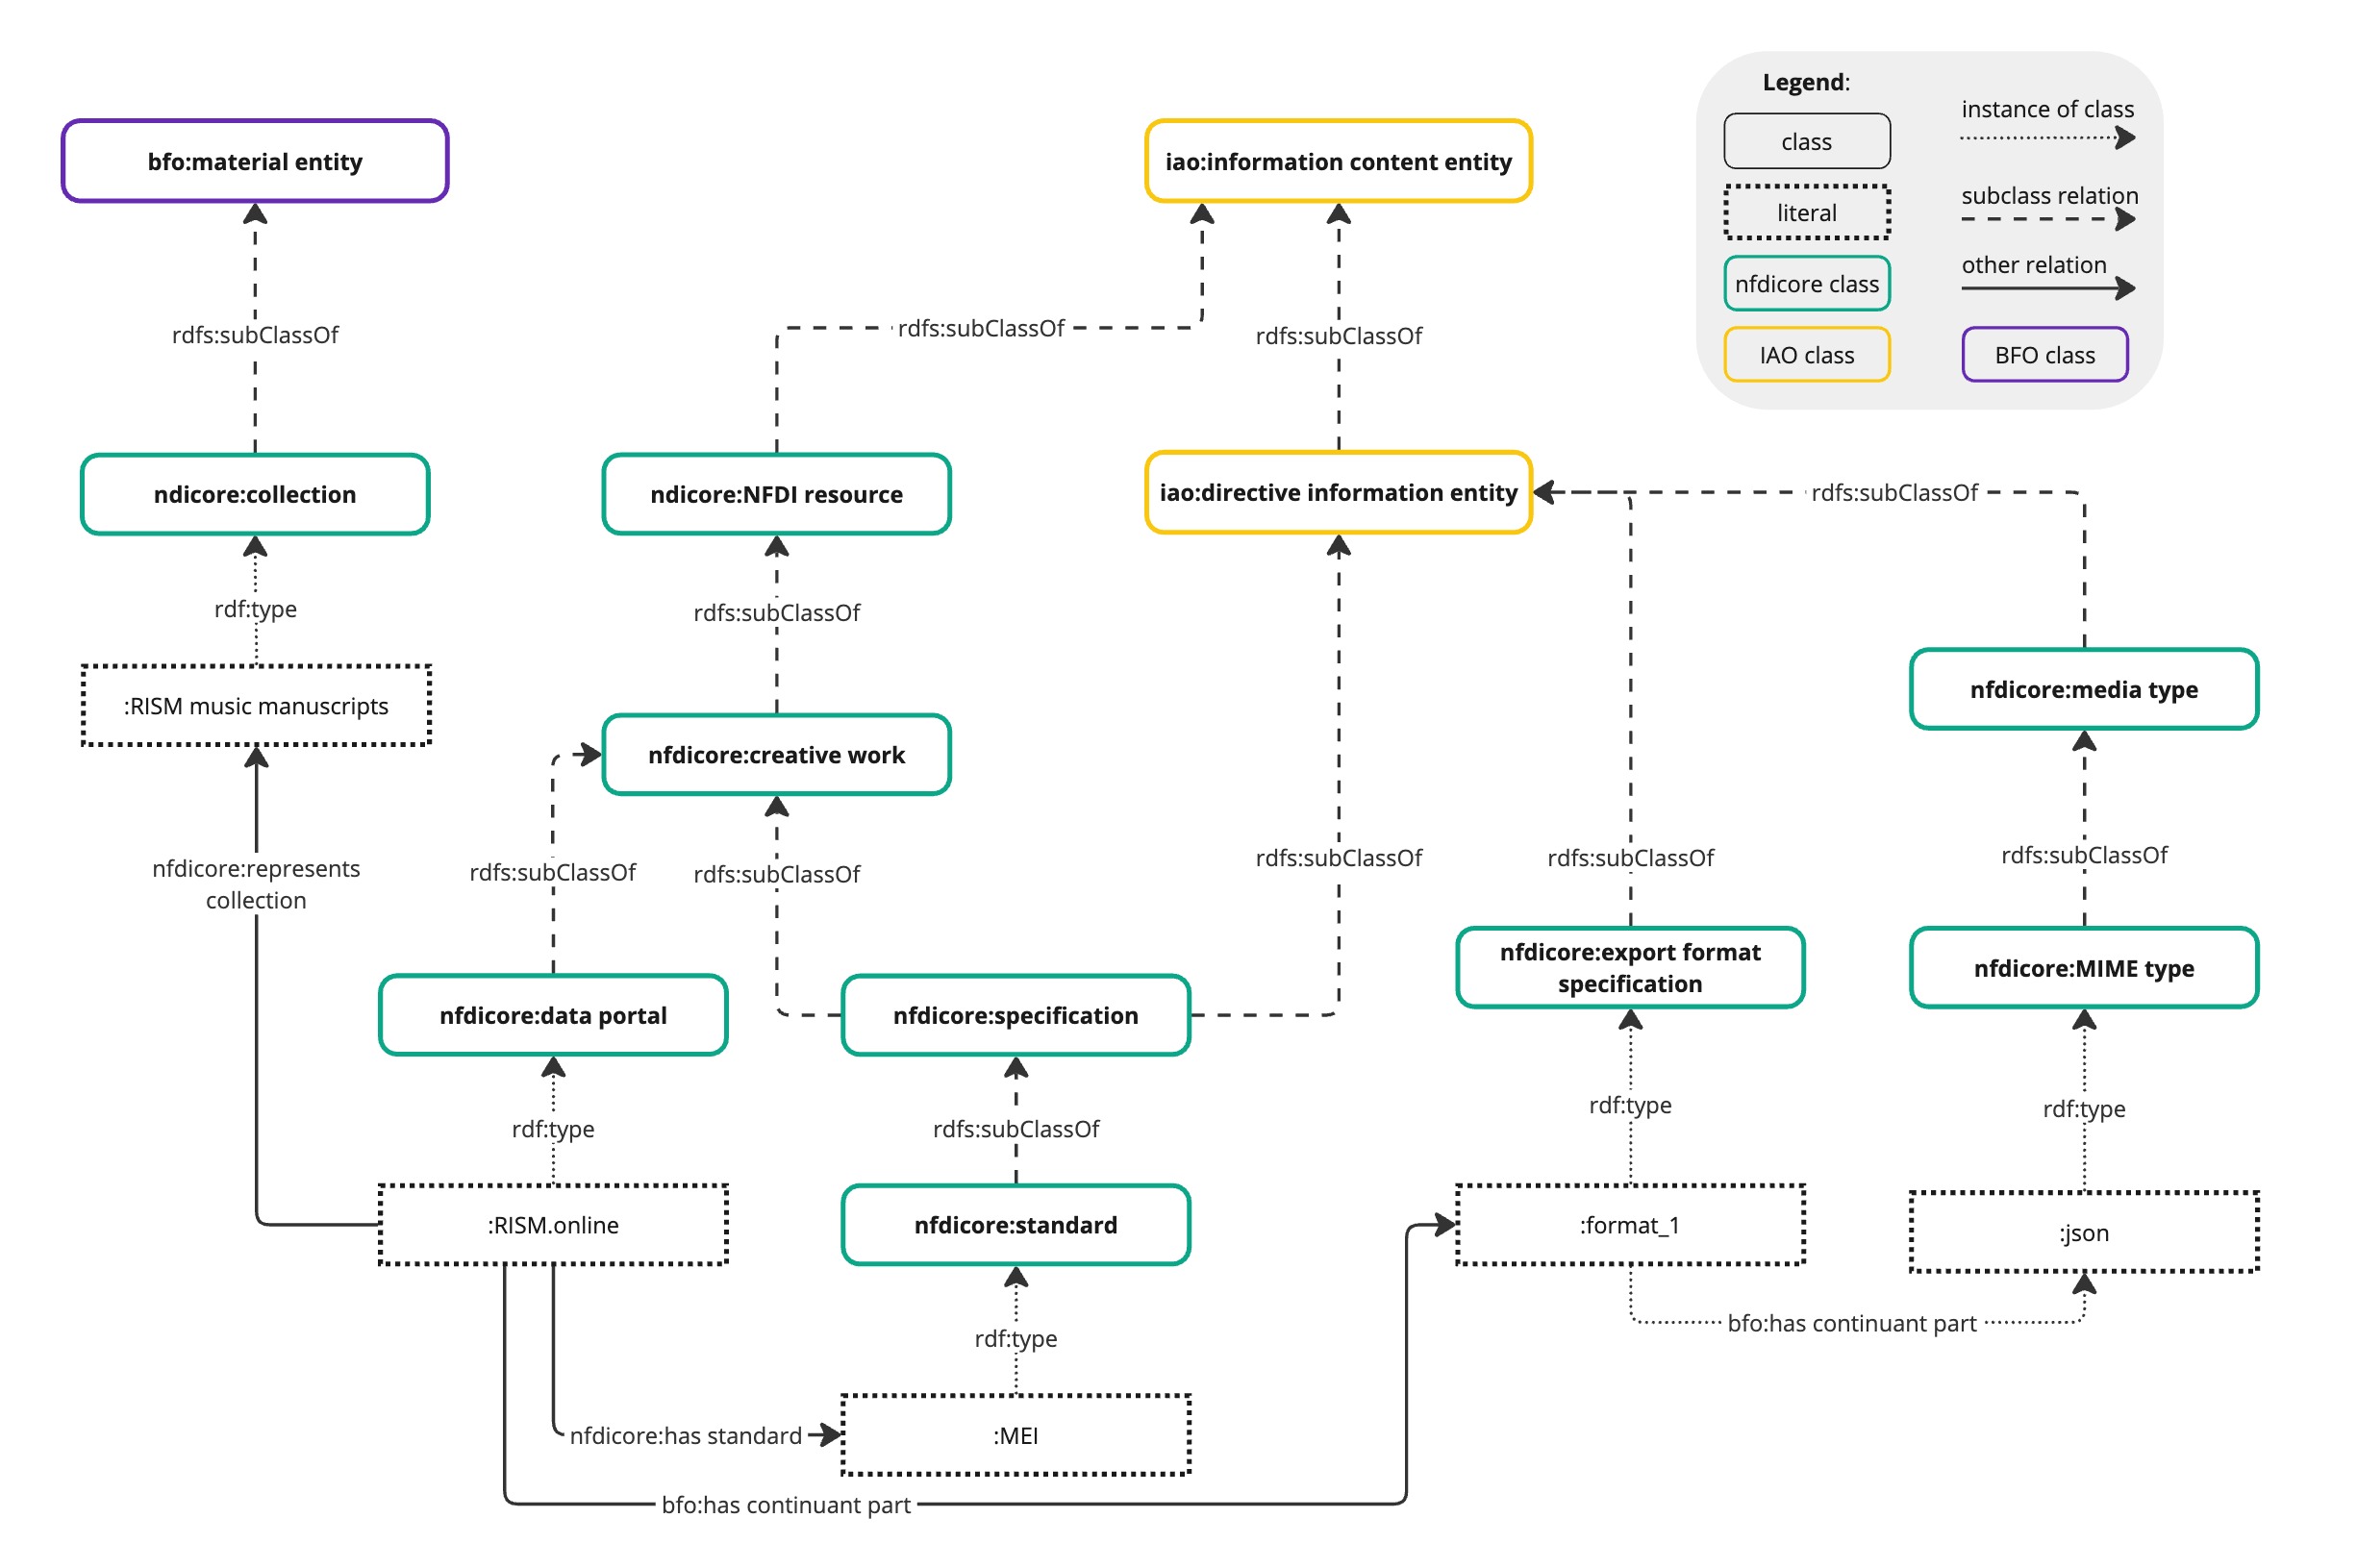 Legend:
class
literal
nfdicore class
IAO class
instance of class
subclass relation
other relation
BFO class
bfo:material entity
iao:information content entity
rdfs:subClassOf
rdfs:subClassOf
rdfs:subClassOf
ndicore:collection
ndicore:NFDI resource
iao:directive information entity
rdfs:subClassOf
rdf:type
rdfs:subClassOf
:RISM music manuscripts
nfdicore:media type
nfdicore:creative work
nfdicore:represents
collection
rdfs:subClassOf
rdfs:subClassOf
rdfs:subClassOf
rdfs:subClassOf
rdfs:subClassOf
nfdicore:data portal
nfdicore:specification
nfdicore:export format
specification
nfdicore:MIME type
rdf:type
rdfs:subClassOf
rdf:type
rdf:type
:RISM.online
nfdicore:standard
:format_1
:json
rdf:type
bfo:has continuant part
nfdicore:has standard
:MEI
bfo:has continuant part